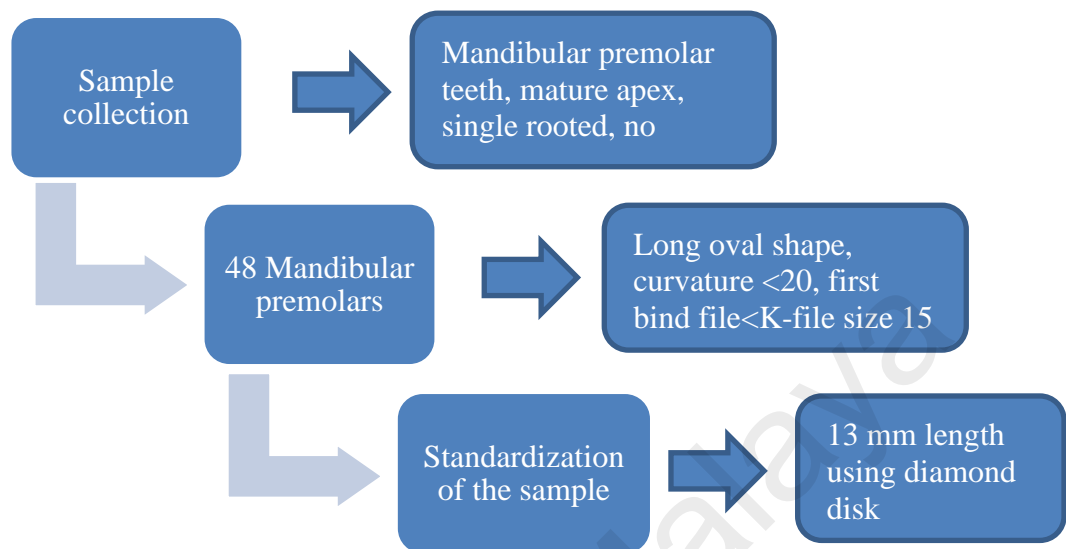 Sample
collection
Mandibular premolar
teeth, mature apex,
single rooted, no
48 Mandibular
premolars
Long oval shape,
curvature <20, first
bind file<K-file size 15
Standardization
of the sample
13 mm length
using diamond
disk
alaya